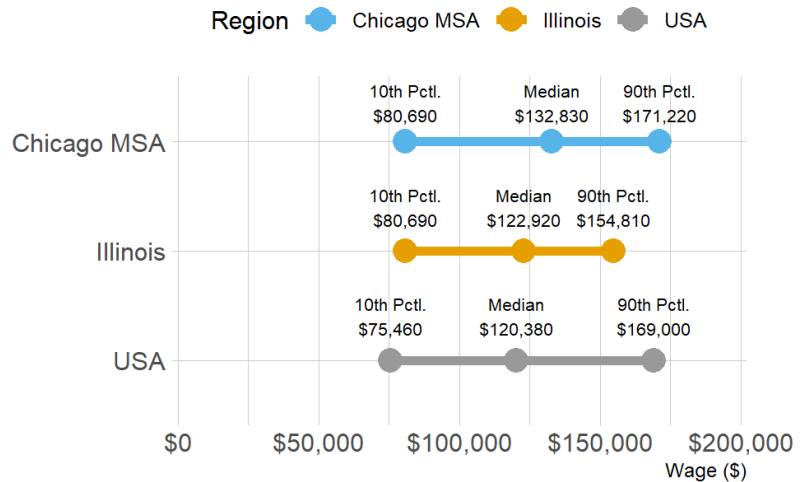 Region Chicago MSA Illinois USA
10th Pctl. Median 90th Pctl.
$80,690 $132,830 $171,220
Chicago MSA
10th Pctl. Median 90th Pctl.
$80,690 $122,920 $154,810
Illinois
10th Pctl. Median 90th Pctl.
$75,460 $120,380 $169,000
USA
$0 $50,000 $100,000 $150,000 $200,000
Wage ($)